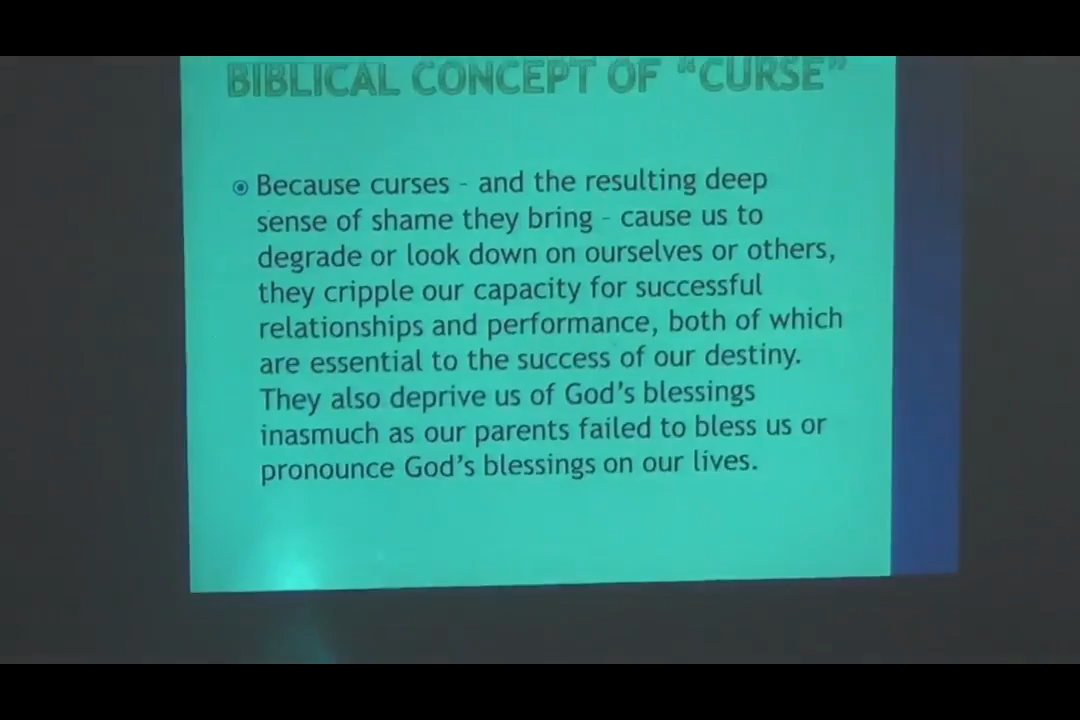 BIBLICAL CONCEPT OF “CURSE”
Because curses – and the resulting deep
sense of shame they bring – cause us to
degrade or look down on ourselves or others,
they cripple our capacity for successful
relationships and performance, both of which
are essential to the success of our destiny.
They also deprive us of God’s blessings
inasmuch as our parents failed to bless us or
pronounce God’s blessings on our lives.